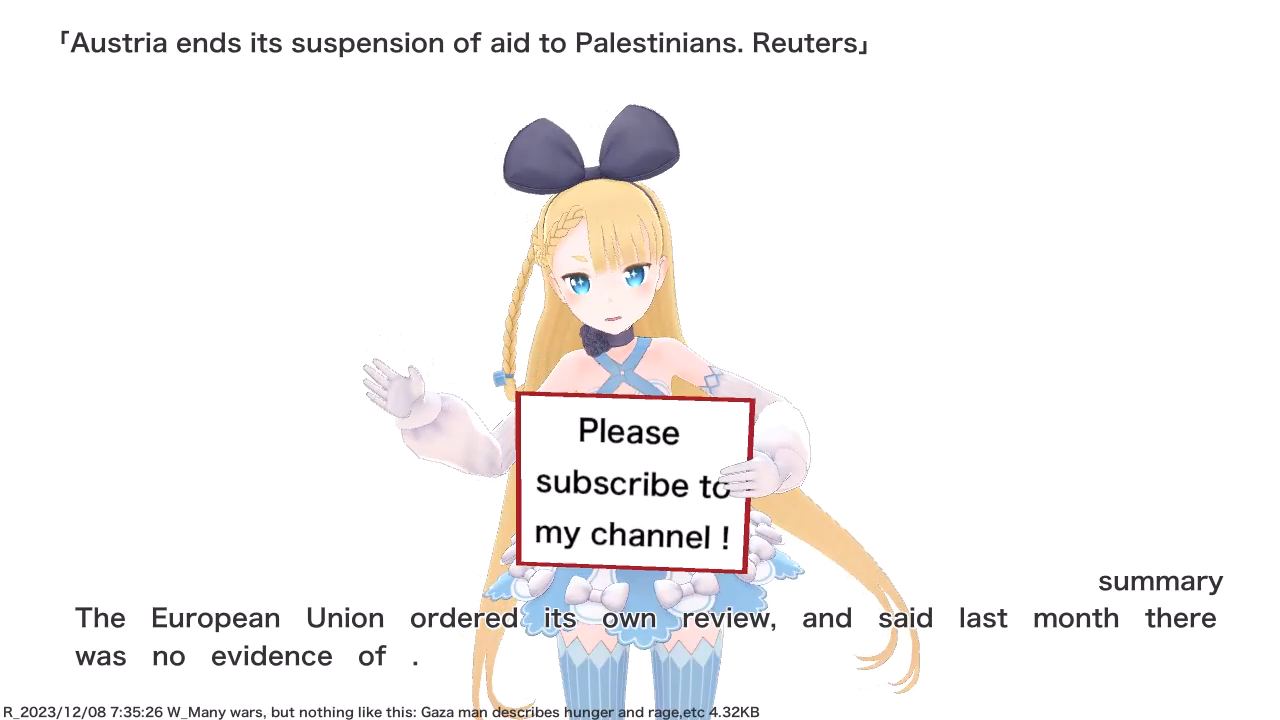 「Austria ends its suspension of aid to Palestinians. Reuters」
Please
subscribe to
my channel !
summary
The European Union ordered its own review, and said last month there
was no evidence of .
R_2023/12/08 7:35:26 W_Many wars, but nothing like this: Gaza man describes hunger and rage,etc 4.32KB